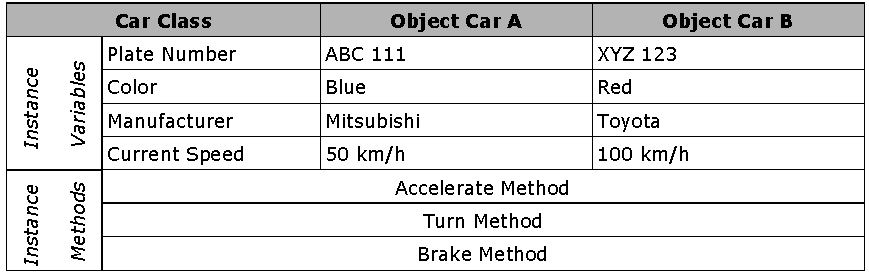 Car Class Object Car A Object Car B
Instance Variables
Plate Number ABC 111 XYZ 123
Color Blue Red
Manufacturer Mitsubishi Toyota
Current Speed 50 km/h 100 km/h
Instance Methods
Accelerate Method
Turn Method
Brake Method